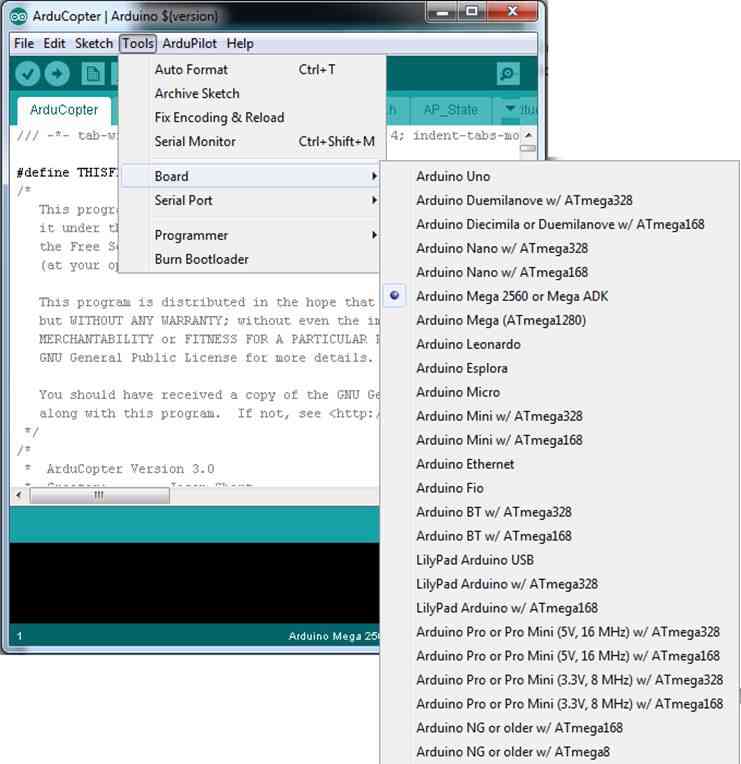 ArduCopter | Arduino ${version}
File Edit Sketch Tools ArduPilot Help
Auto Format Ctrl+T
Archive Sketch
Fix Encoding & Reload
Serial Monitor Ctrl+Shift+M
Board
Serial Port
Programmer
Burn Bootloader
ArduCopter AP_State
/// -*- tab- 4; indent-tabs-mo
#define
/*
This
it under
the Free
(at your
This program is distributed in the hope that
but WITHOUT ANY WARRANTY; without even the
MERCHANTABILITY or FITNESS FOR A PARTICULAR
GNU General Public License for more details.
You should have received a copy of the GNU
along with this program. If not, see <http:/
*/
/*
* ArduCopter Version 3.0
1 Arduino Mega
Arduino Uno
Arduino Duemilanove w/ ATmega328
Arduino Diecimila or Duemilanove w/ ATmega168
Arduino Nano w/ ATmega328
Arduino Nano w/ ATmega168
Arduino Mega 2560 or Mega ADK
Arduino Mega (ATmega1280)
Arduino Leonardo
Arduino Esplora
Arduino Micro
Arduino Mini w/ ATmega328
Arduino Mini w/ ATmega168
Arduino Ethernet
Arduino Fio
Arduino BT w/ ATmega328
Arduino BT w/ ATmega168
LilyPad Arduino USB
LilyPad Arduino w/ ATmega328
LilyPad Arduino w/ ATmega168
Arduino Pro or Pro Mini (5V, 16 MHz) w/ ATmega328
Arduino Pro or Pro Mini (5V, 16 MHz) w/ ATmega168
Arduino Pro or Pro Mini (3.3V, 8 MHz) w/ ATmega328
Arduino Pro or Pro Mini (3.3V, 8 MHz) w/ ATmega168
Arduino NG or older w/ ATmega168
Arduino NG or older w/ ATmega8